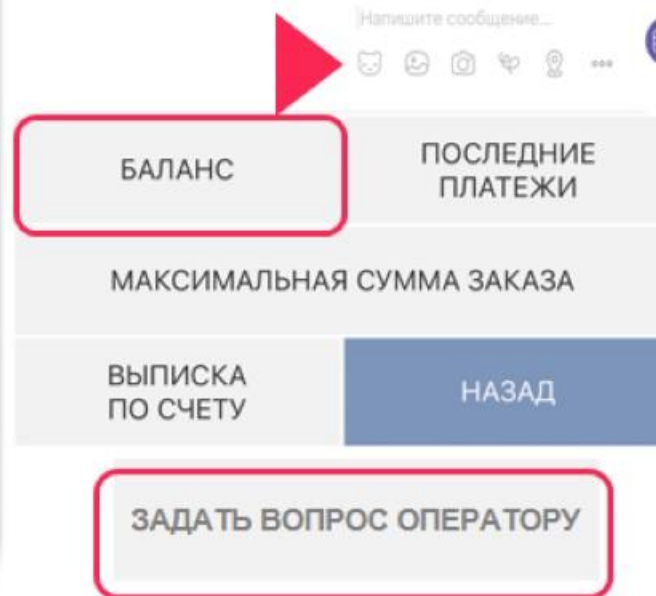 Напишите сообщение...
БАЛАНС
ПОСЛЕДНИЕ
ПЛАТЕЖИ
МАКСИМАЛЬНАЯ СУММА ЗАКАЗА
ВЫПИСКА
ПО СЧЕТУ
НАЗАД
ЗАДАТЬ ВОПРОС ОПЕРАТОРУ